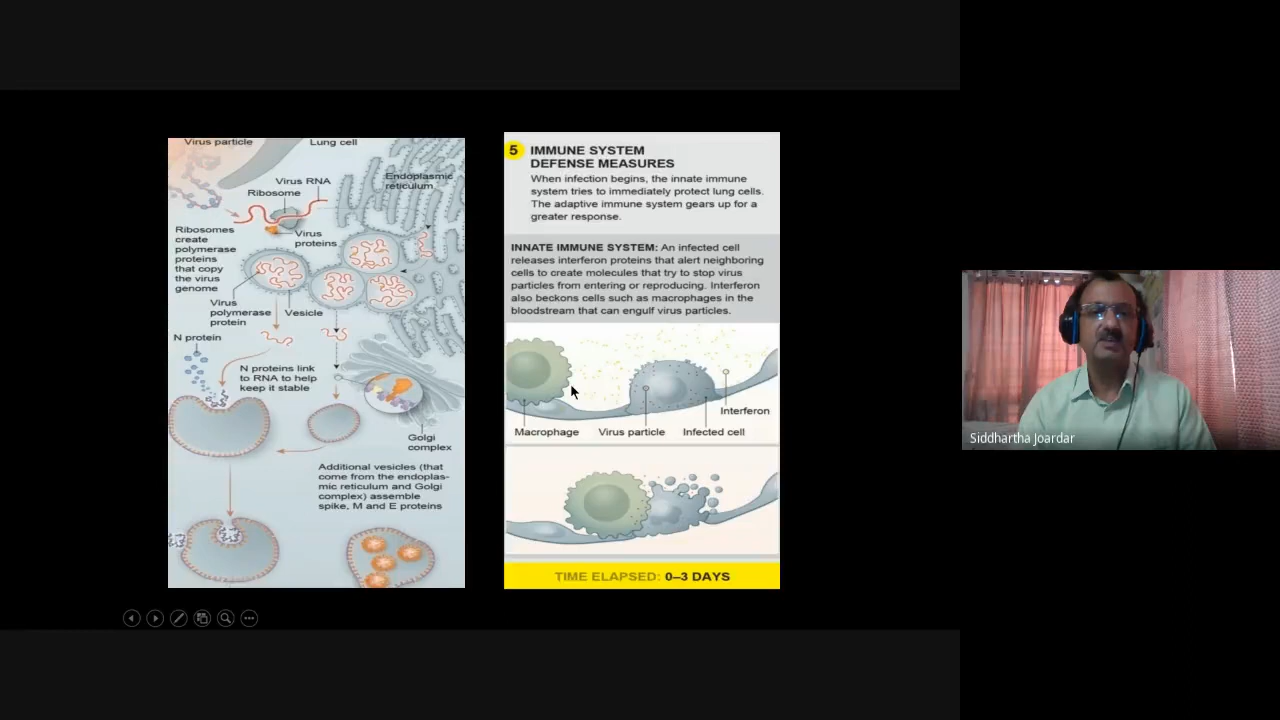 Virus particle
Lung cell
Virus RNA
Ribosome
Endoplasmic
reticulum
Ribosomes
create
polymerase
proteins
that copy
the virus
genome
Virus
proteins
Virus
polymerase
protein
Vesicle
N protein
N proteins link
to RNA to help
keep it stable
Golgi
complex
Additional vesicles (that
come from the endoplas-
mic reticulum and Golgi
complex) assemble
spike, M and E proteins
5 IMMUNE SYSTEM
DEFENSE MEASURES
When infection begins, the innate immune
system tries to immediately protect lung cells.
The adaptive immune system gears up for a
greater response.
INNATE IMMUNE SYSTEM: An infected cell
releases interferon proteins that alert neighboring
cells to create molecules that try to stop virus
particles from entering or reproducing. Interferon
also beckons cells such as macrophages in the
bloodstream that can engulf virus particles.
Interferon
Macrophage
Virus particle
Infected cell
TIME ELAPSED: 0–3 DAYS
Siddhartha Joardar